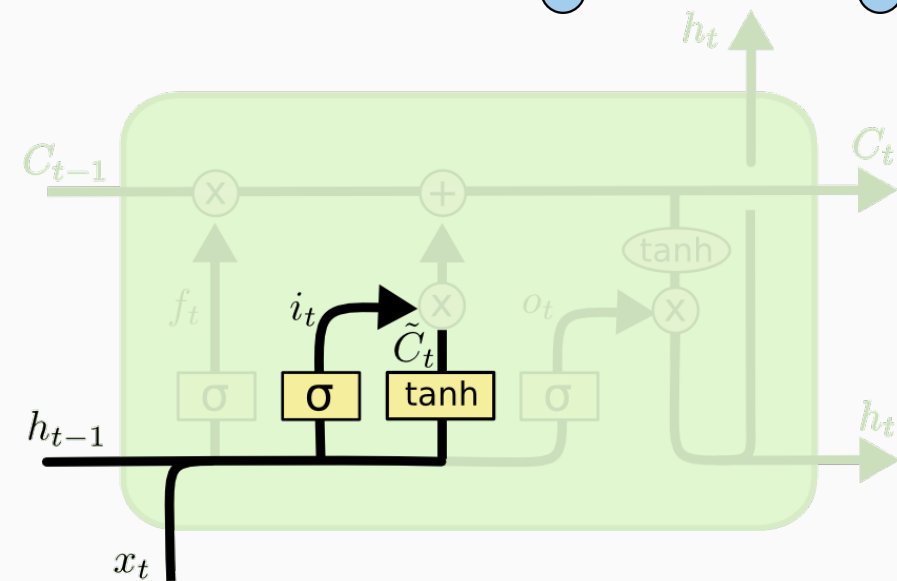 h_t
C_{t-1}
C_t
x
+
tanh
f_t
i_t
x
o_t
x
C̃_t
σ
σ
tanh
σ
h_{t-1}
h_t
x_t